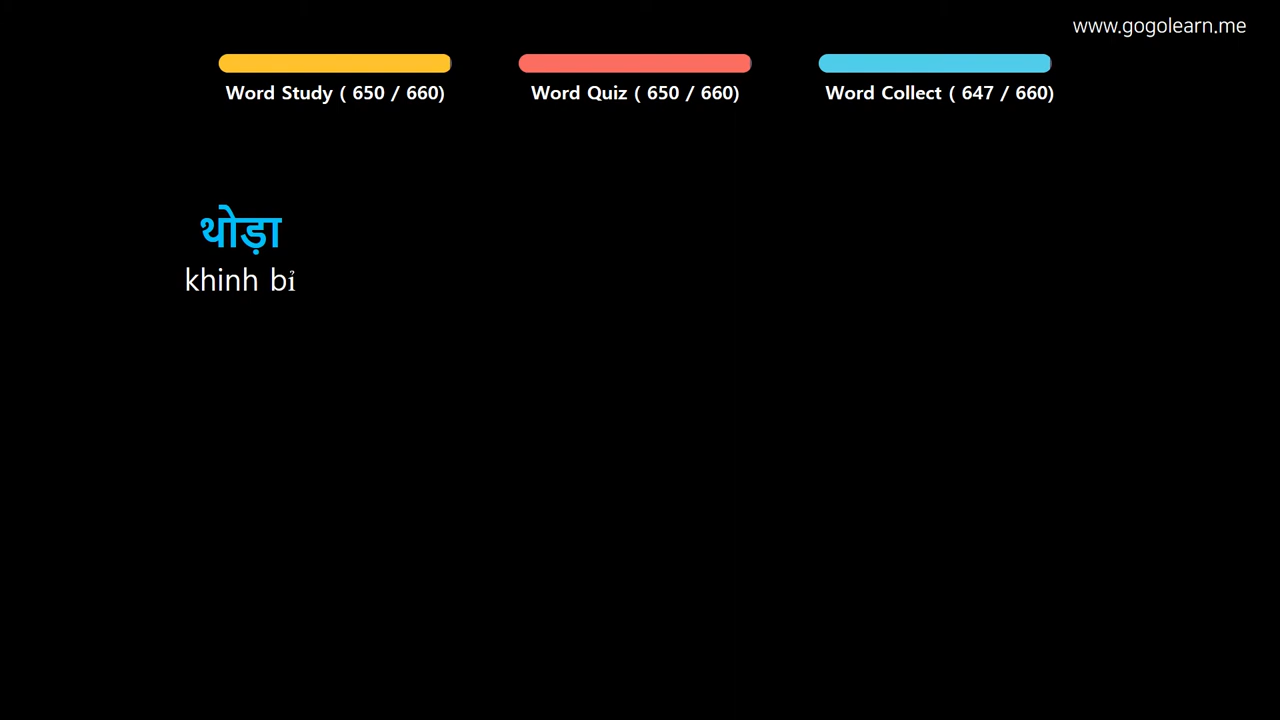 www.gogolearn.me
Word Study ( 650 / 660)
Word Quiz ( 650 / 660)
Word Collect ( 647 / 660)
थोड़ा
khinh bỉ